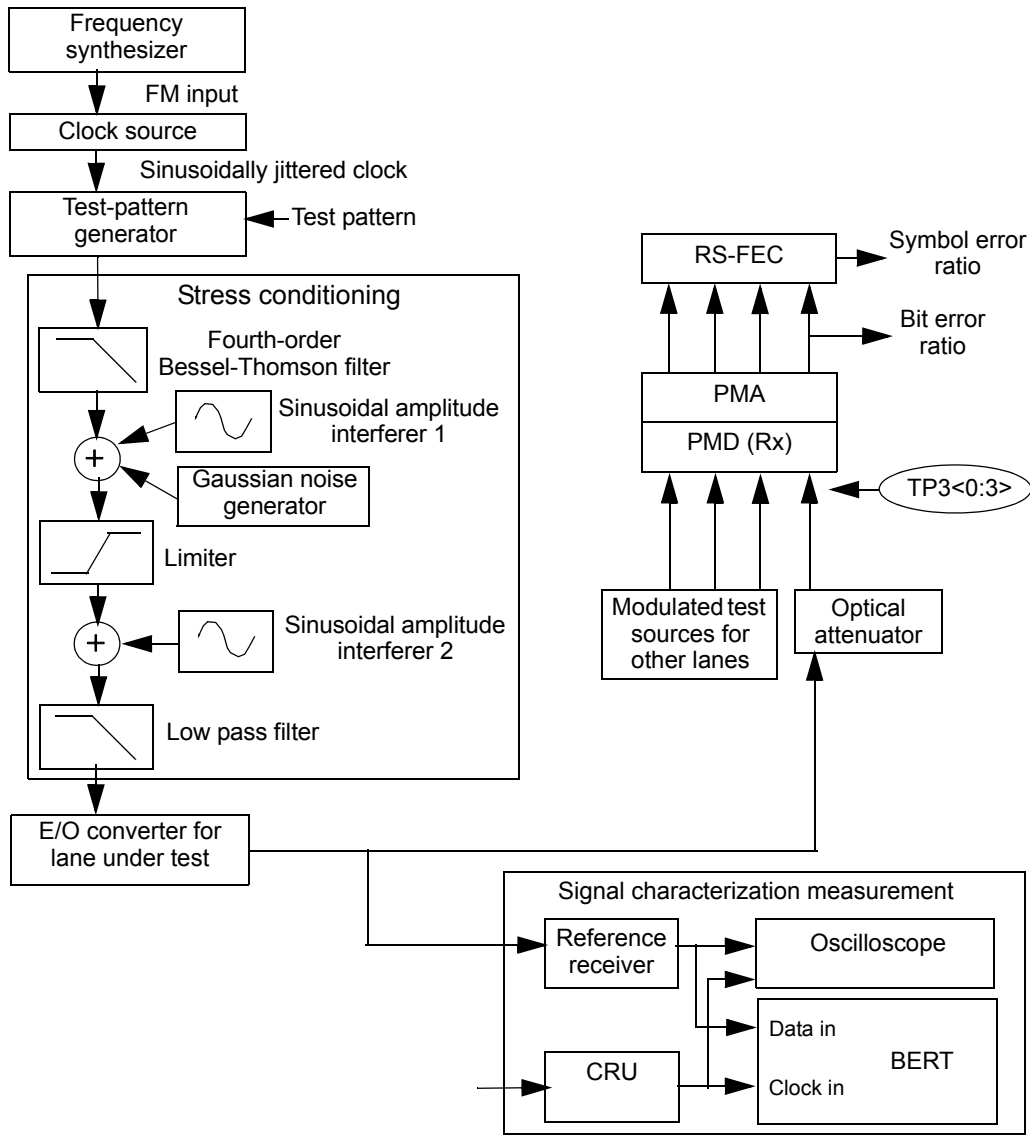 Frequency
synthesizer
FM input
Clock source
Sinusoidally jittered clock
Test-pattern
generator
Test pattern
Stress conditioning
Fourth-order
Bessel-Thomson filter
Sinusoidal amplitude
interferer 1
+
Gaussian noise
generator
Limiter
+
Sinusoidal amplitude
interferer 2
Low pass filter
E/O converter for
lane under test
RS-FEC
Symbol error
ratio
Bit error
ratio
PMA
PMD (Rx)
TP3<0:3>
Modulated test
sources for
other lanes
Optical
attenuator
Signal characterization measurement
Reference
receiver
Oscilloscope
Data in
BERT
CRU
Clock in